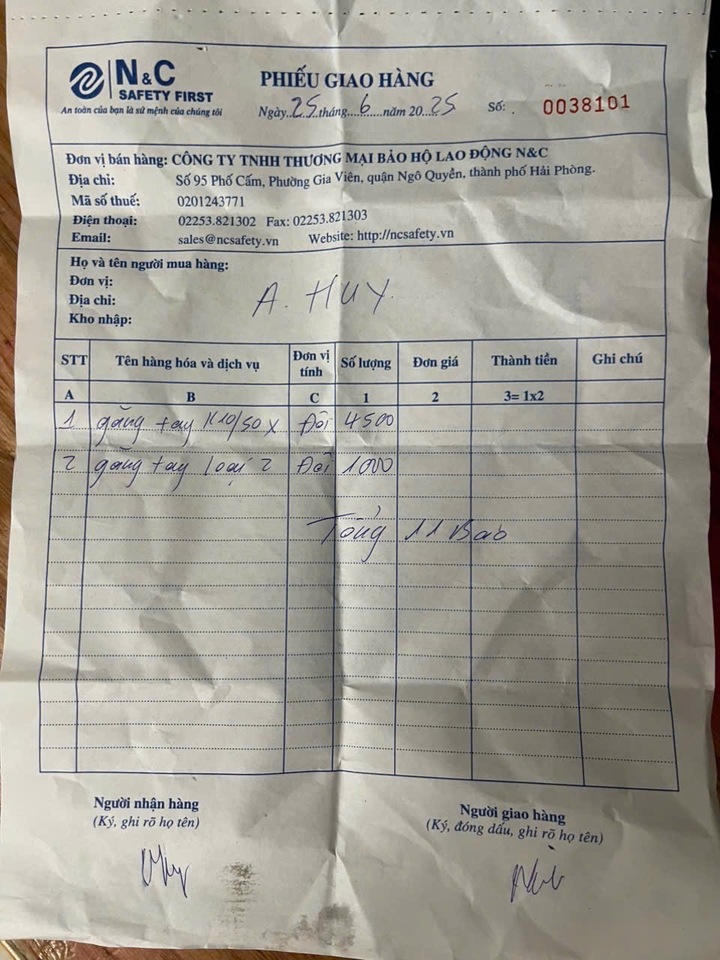 N&C
SAFETY FIRST
An toàn của bạn là sứ mệnh của chúng tôi
PHIẾU GIAO HÀNG
Ngày..25..tháng...6...năm 20..25
Số: 0038101
Đơn vị bán hàng: CÔNG TY TNHH THƯƠNG MẠI BẢO HỘ LAO ĐỘNG N&C
Địa chỉ: Số 95 Phố Cấm, Phường Gia Viên, quận Ngô Quyền, thành phố Hải Phòng.
Mã số thuế: 0201243771
Điện thoại: 02253.821302 Fax: 02253.821303
Email: sales@ncsafety.vn Website: http://ncsafety.vn
Họ và tên người mua hàng:
Đơn vị:
Địa chỉ: A. HUY.
Kho nhập:
STT Tên hàng hóa và dịch vụ Đơn vị tính Số lượng Đơn giá Thành tiền Ghi chú
A B C 1 2 3= 1x2
1 găng tay K10/50 X Đôi 4500
2 găng tay loại 2 Đôi 1000
Tổng 11 Bao
Người nhận hàng
(Ký, ghi rõ họ tên)
Người giao hàng
(Ký, đóng dấu, ghi rõ họ tên)